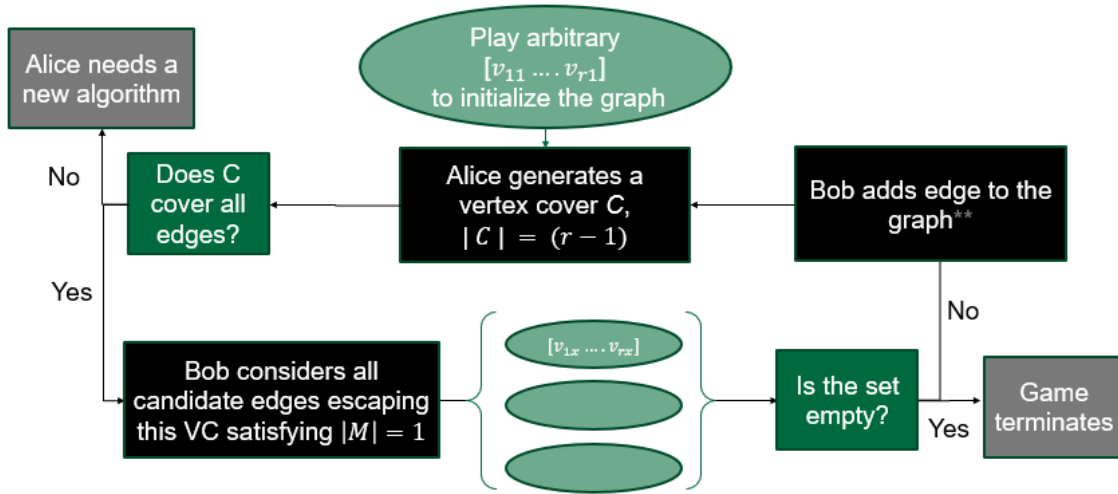 Play arbitrary
[v₁₁ …. vᵣ₁]
to initialize the graph
Alice needs a
new algorithm
No
Does C
cover all
edges?
Alice generates a
vertex cover C,
| C | = (r − 1)
Bob adds edge to the
graph**
Yes
No
Bob considers all
candidate edges escaping
this VC satisfying |M| = 1
[v₁ₓ …. vᵣₓ]
Is the set
empty?
Yes
Game
terminates